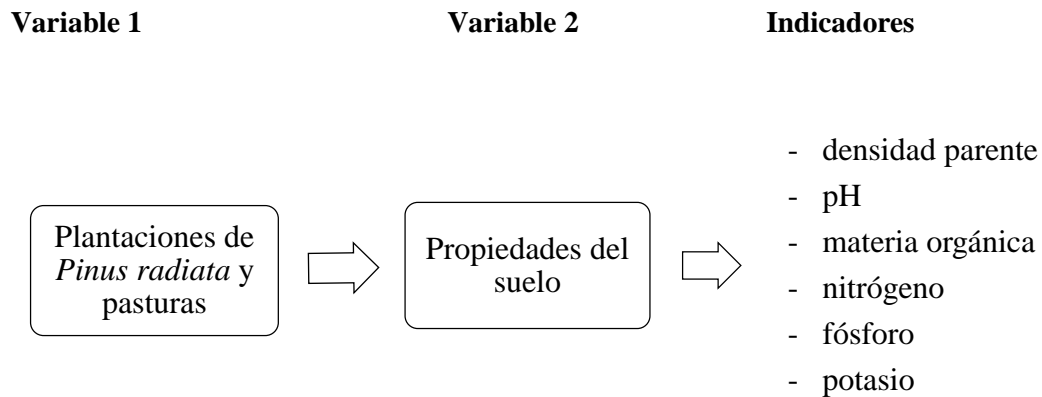 Variable 1
Variable 2
Indicadores
Plantaciones de
Pinus radiata y
pasturas
Propiedades del
suelo
- densidad parente
- pH
- materia orgánica
- nitrógeno
- fósforo
- potasio